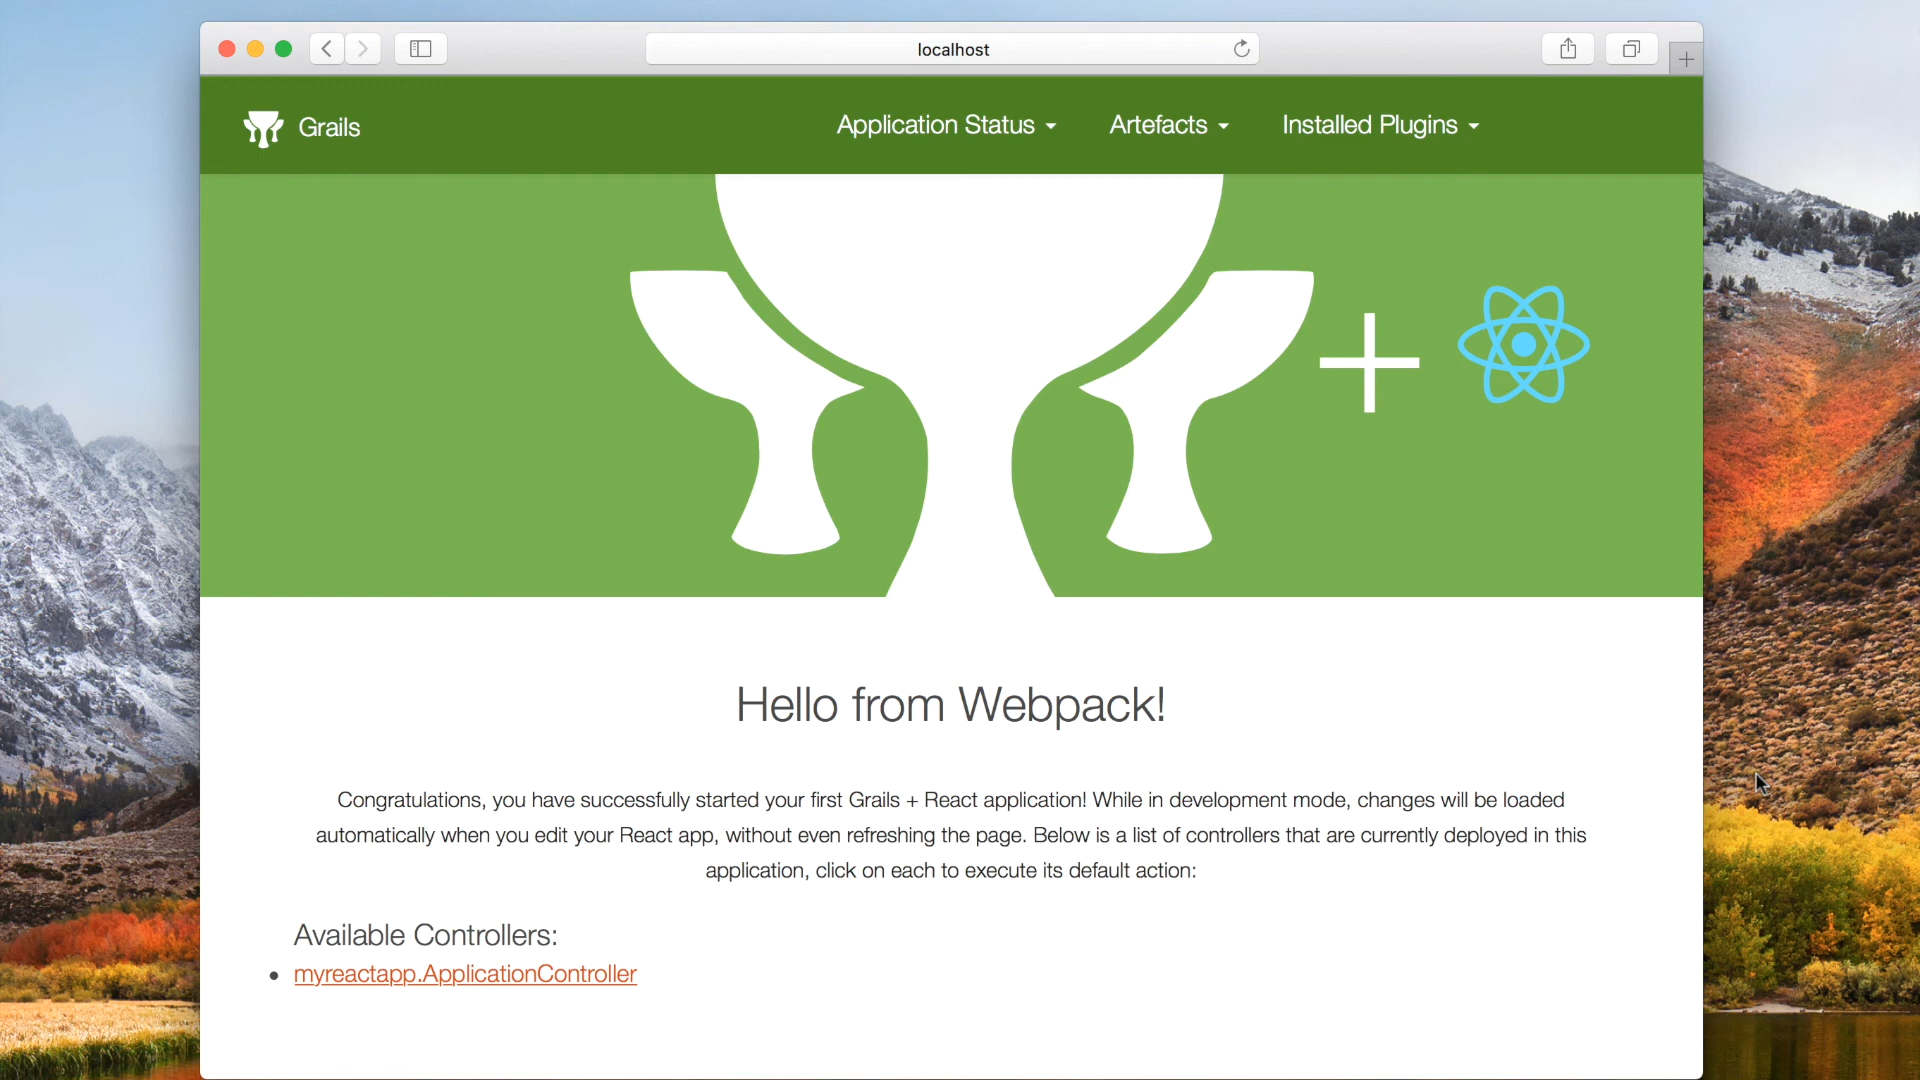 localhost
Grails
Application Status
Artefacts
Installed Plugins
Hello from Webpack!
Congratulations, you have successfully started your first Grails + React application! While in development mode, changes will be loaded
automatically when you edit your React app, without even refreshing the page. Below is a list of controllers that are currently deployed in this
application, click on each to execute its default action:
Available Controllers:
myreactapp.ApplicationController